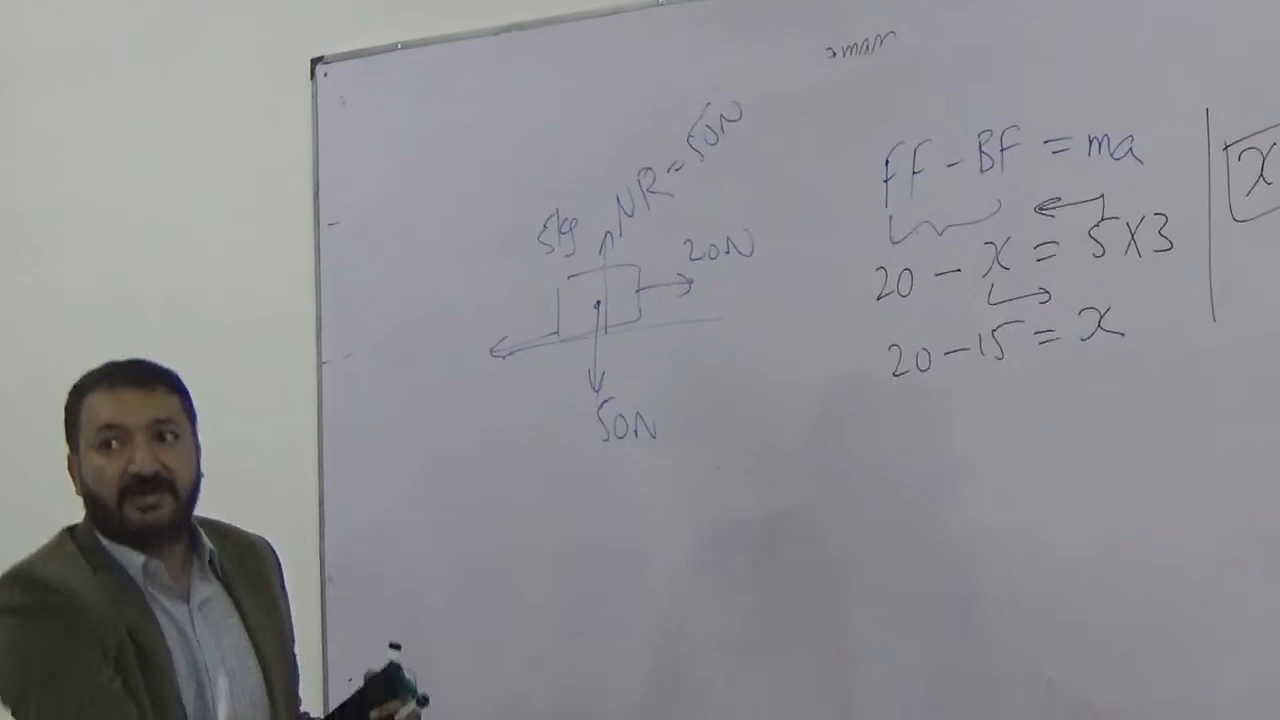 NR = 50N
5kg
20N
50N
FF - BF = ma
20 - x = 5×3
20 - 15 = x
x